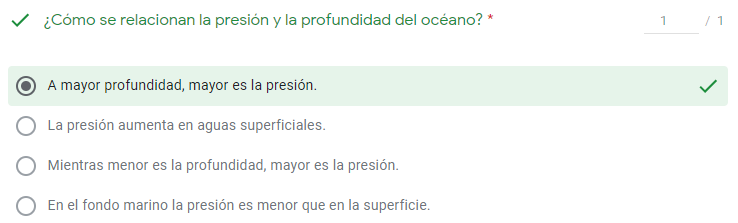 ¿Cómo se relacionan la presión y la profundidad del océano? * 1 / 1
A mayor profundidad, mayor es la presión.
La presión aumenta en aguas superficiales.
Mientras menor es la profundidad, mayor es la presión.
En el fondo marino la presión es menor que en la superficie.